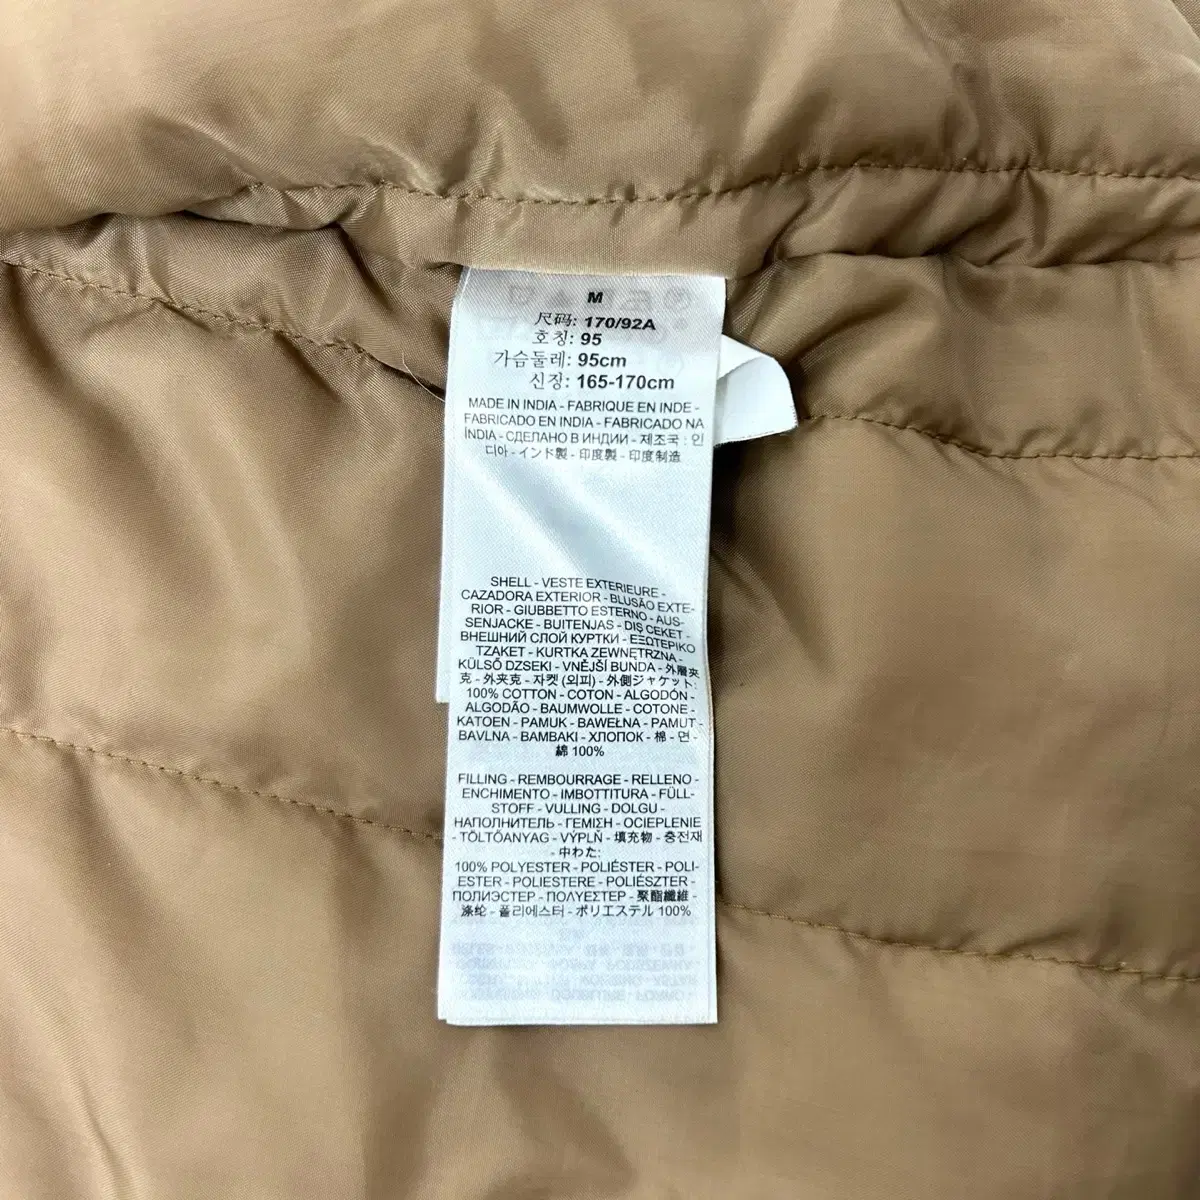 M
尺码: 170/92A
호칭: 95
가슴둘레: 95cm
신장: 165-170cm
MADE IN INDIA - FABRIQUE EN INDE -
FABRICADO EN INDIA - FABRICADO NA
ÍNDIA - СДЕЛАНО В ИНДИИ - 제조국 : 인
디아 - インド製 - 印度製 - 印度制造
SHELL - VESTE EXTERIEURE -
CAZADORA EXTERIOR - BLUSÃO EXTE-
RIOR - GIUBBETTO ESTERNO - AUS-
SENJACKE - BUITENJAS - DIŞ CEKET -
ВНЕШНИЙ СЛОЙ КУРТКИ - ΕΞΩΤΕΡΙΚΟ
ΤΖΑΚΕΤ - KURTKA ZEWNĘTRZNA -
KÜLSŐ DZSEKI - VNĚJŠÍ BUNDA - 外層夾
克 - 外夹克 - 자켓 (외피) - 外側ジャケット:
100% COTTON - COTON - ALGODÓN -
ALGODÃO - BAUMWOLLE - COTONE -
KATOEN - PAMUK - BAWEŁNA - PAMUT -
BAVLNA - ΒΑΜΒΑΚΙ - ХЛОПОК - 棉 - 면 -
綿 100%
FILLING - REMBOURRAGE - RELLENO -
ENCHIMENTO - IMBOTTITURA - FÜLL-
STOFF - VULLING - DOLGU -
НАПОЛНИТЕЛЬ - ΓΕΜΙΣΗ - OCIEPLENIE
- TÖLTŐANYAG - VÝPLŇ - 填充物 - 충전재
- 中わた:
100% POLYESTER - POLIÉSTER - POLI-
ESTER - POLIESTERE - POLIÉSZTER -
ПОЛИЭСТЕР - ΠΟΛΥΕΣΤΕΡ - 聚酯纖維 -
涤纶 - 폴리에스터 - ポリエステル 100%